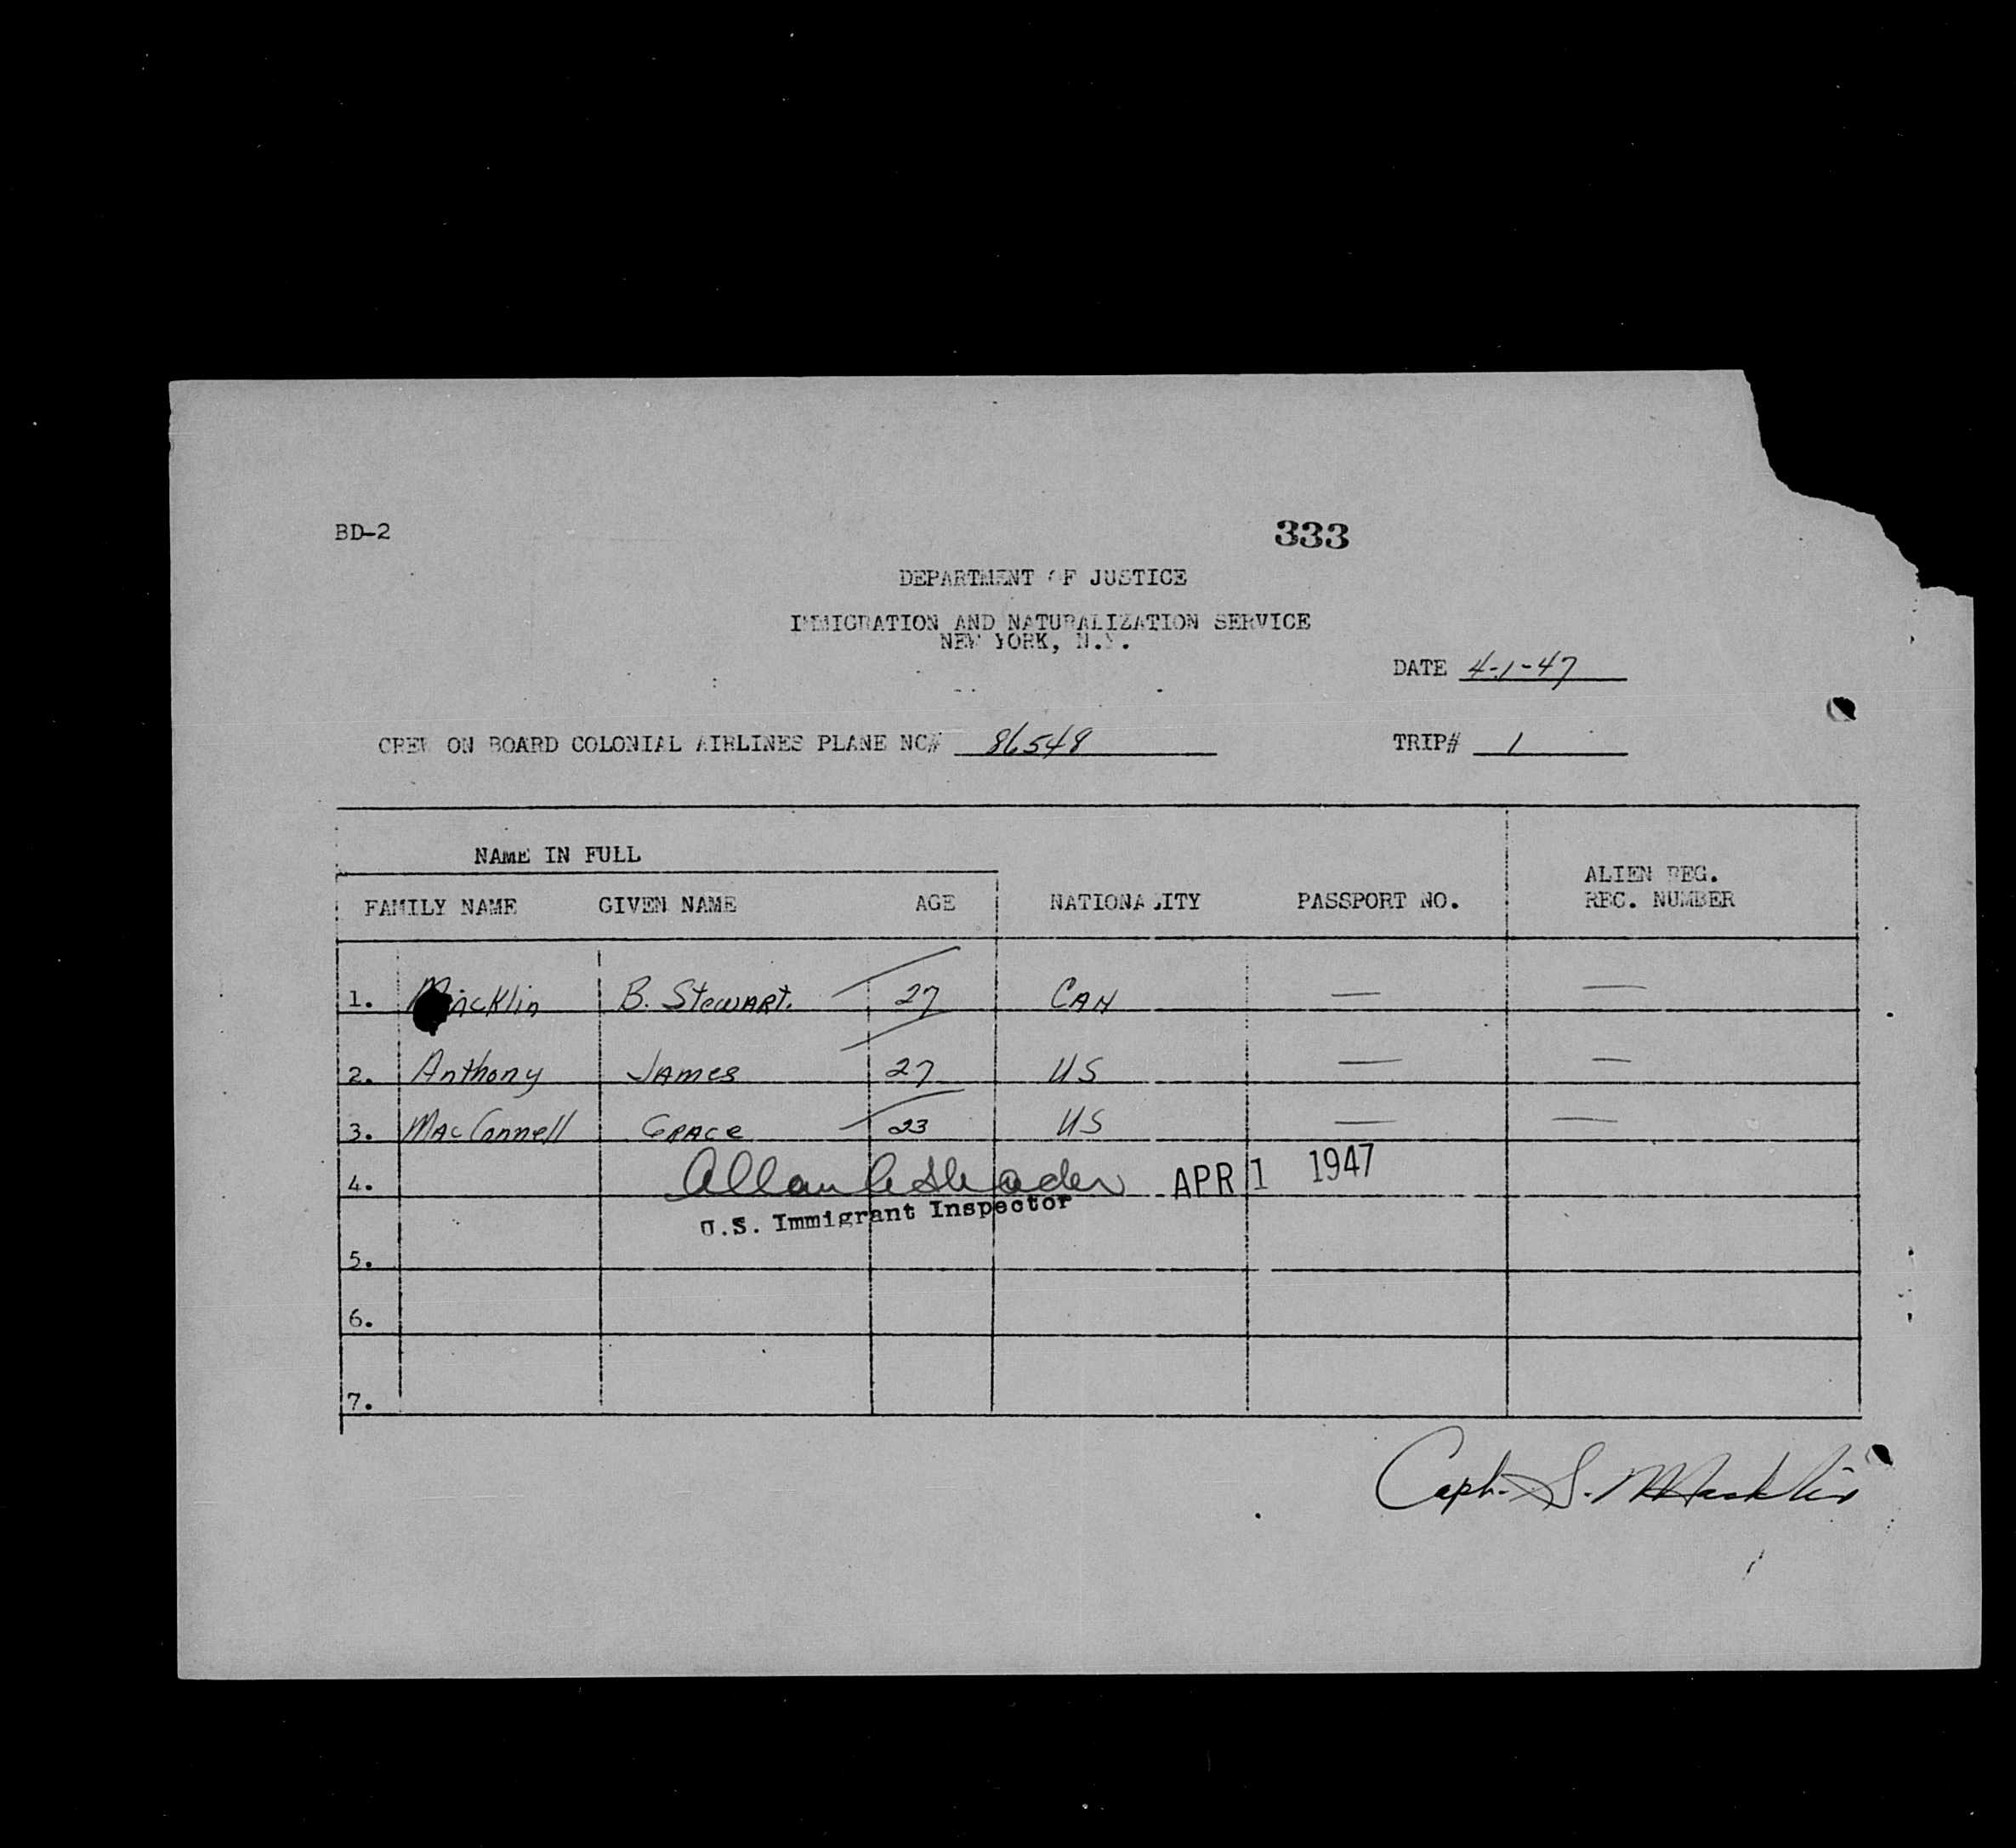 BD-2 333
DEPARTMENT OF JUSTICE
IMMIGRATION AND NATURALIZATION SERVICE
NEW YORK, N.Y.
DATE 4-1-47
CREW ON BOARD COLONIAL AIRLINES PLANE NC# 86548 TRIP# 1
NAME IN FULL
ALIEN REG.
FAMILY NAME GIVEN NAME AGE NATIONALITY PASSPORT NO. REC. NUMBER
1. Macklin B. Stewart. 27 CAN — —
2. Anthony James 27 US — —
3. MacConnell Grace 23 US — —
4. Allan APR 1 1947
U.S. Immigrant Inspector
5.
6.
7.
Capt. S. Macklin